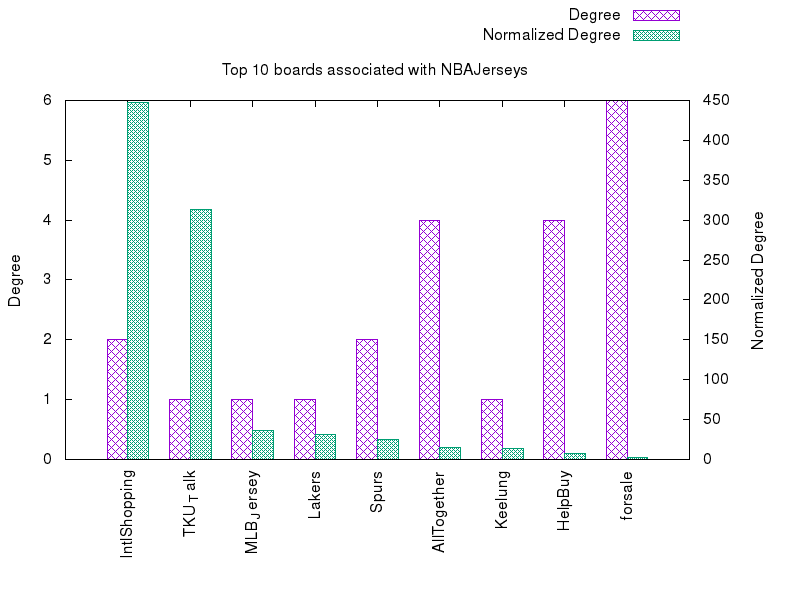 Degree
Normalized Degree
Top 10 boards associated with NBAJerseys
6
5
4
3
2
1
0
450
400
350
300
250
200
150
100
50
0
Degree
Normalized Degree
IntlShopping
TKU_Talk
MLB_Jersey
Lakers
Spurs
AllTogether
Keelung
HelpBuy
forsale